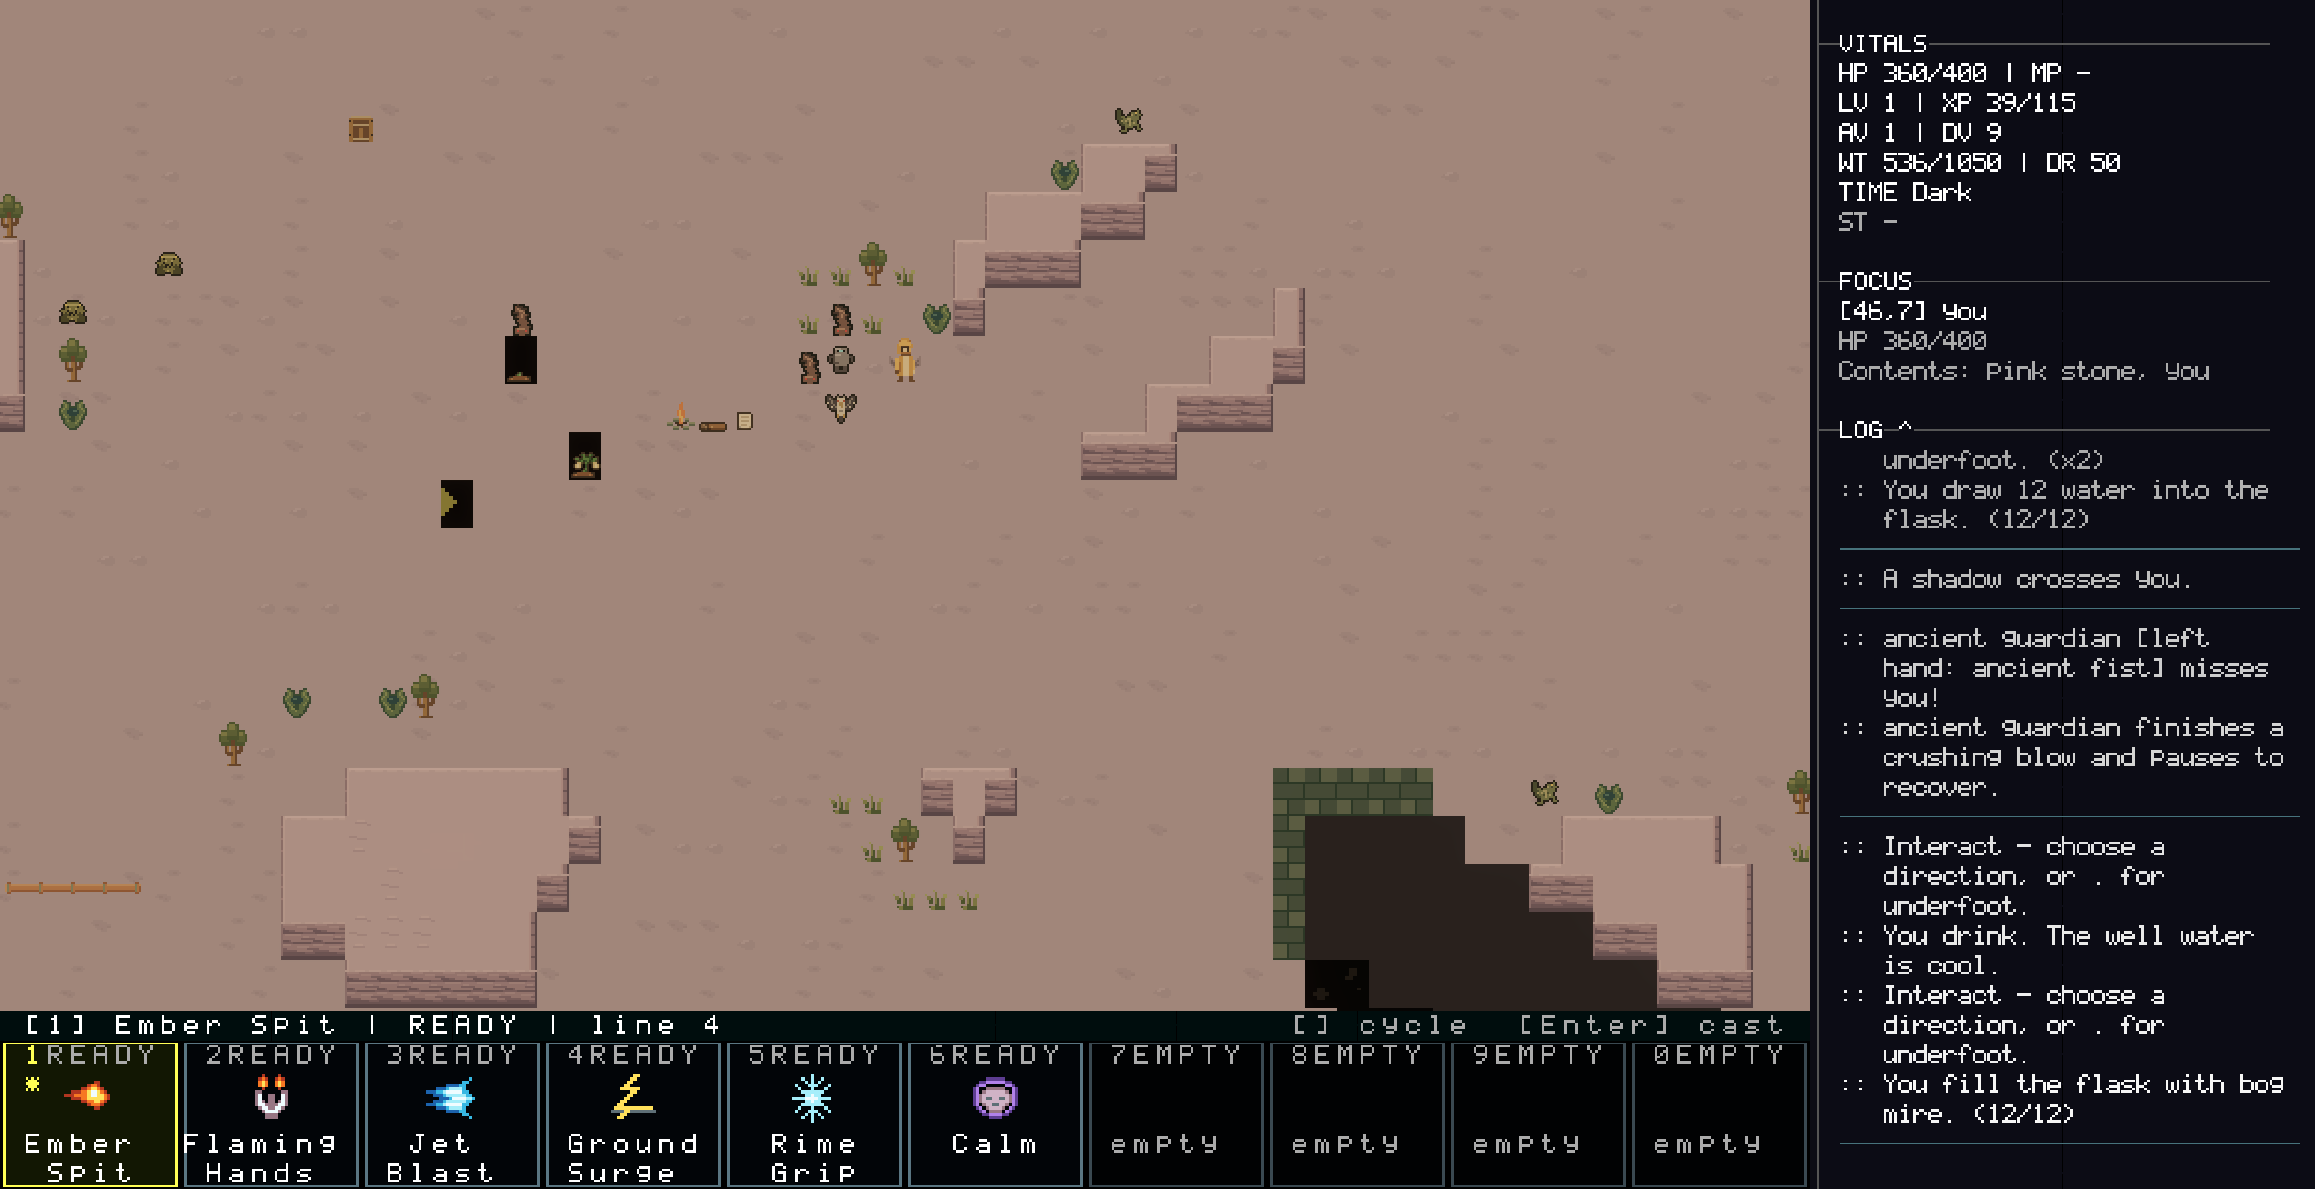 VITALS
HP 360/400 | MP -
LV 1 | XP 39/115
AV 1 | DV 9
WT 536/1050 | DR 50
TIME Dark
ST -
FOCUS
[46,7] You
HP 360/400
Contents: Pink stone, You
LOG ^
underfoot. (x2)
:: You draw 12 water into the
flask. (12/12)
:: A shadow crosses You.
:: ancient guardian [left
hand: ancient fist] misses
You!
:: ancient guardian finishes a
crushing blow and pauses to
recover.
:: Interact - choose a
direction, or . for
underfoot.
:: You drink. The well water
is cool.
:: Interact - choose a
direction, or . for
underfoot.
:: You fill the flask with bog
mire. (12/12)
[1] Ember Spit | READY | line 4
[] cycle [Enter] cast
1READY 2READY 3READY 4READY 5READY 6READY 7EMPTY 8EMPTY 9EMPTY 0EMPTY
Ember Spit
Flaming Hands
Jet Blast
Ground Surge
Rime Grip
Calm
empty
empty
empty
empty